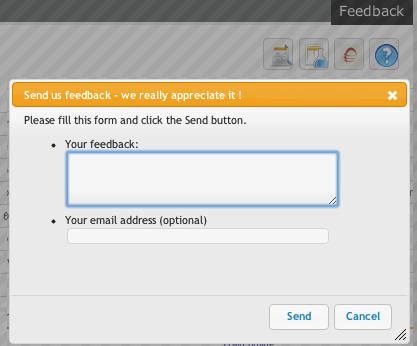 Feedback
Send us feedback - we really appreciate it !
Please fill this form and click the Send button.
Your feedback:
Your email address (optional)
Send
Cancel